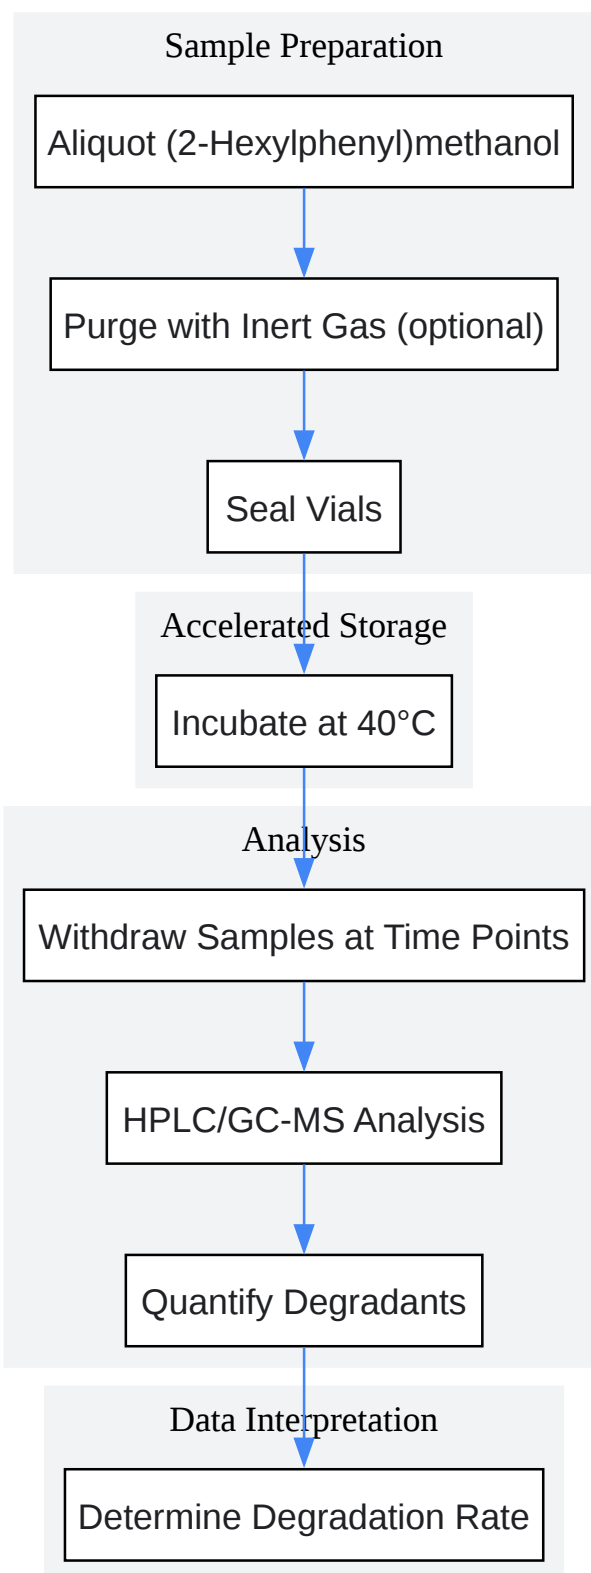 Sample Preparation
Aliquot (2-Hexylphenyl)methanol
Purge with Inert Gas (optional)
Seal Vials
Accelerated Storage
Incubate at 40°C
Analysis
Withdraw Samples at Time Points
HPLC/GC-MS Analysis
Quantify Degradants
Data Interpretation
Determine Degradation Rate